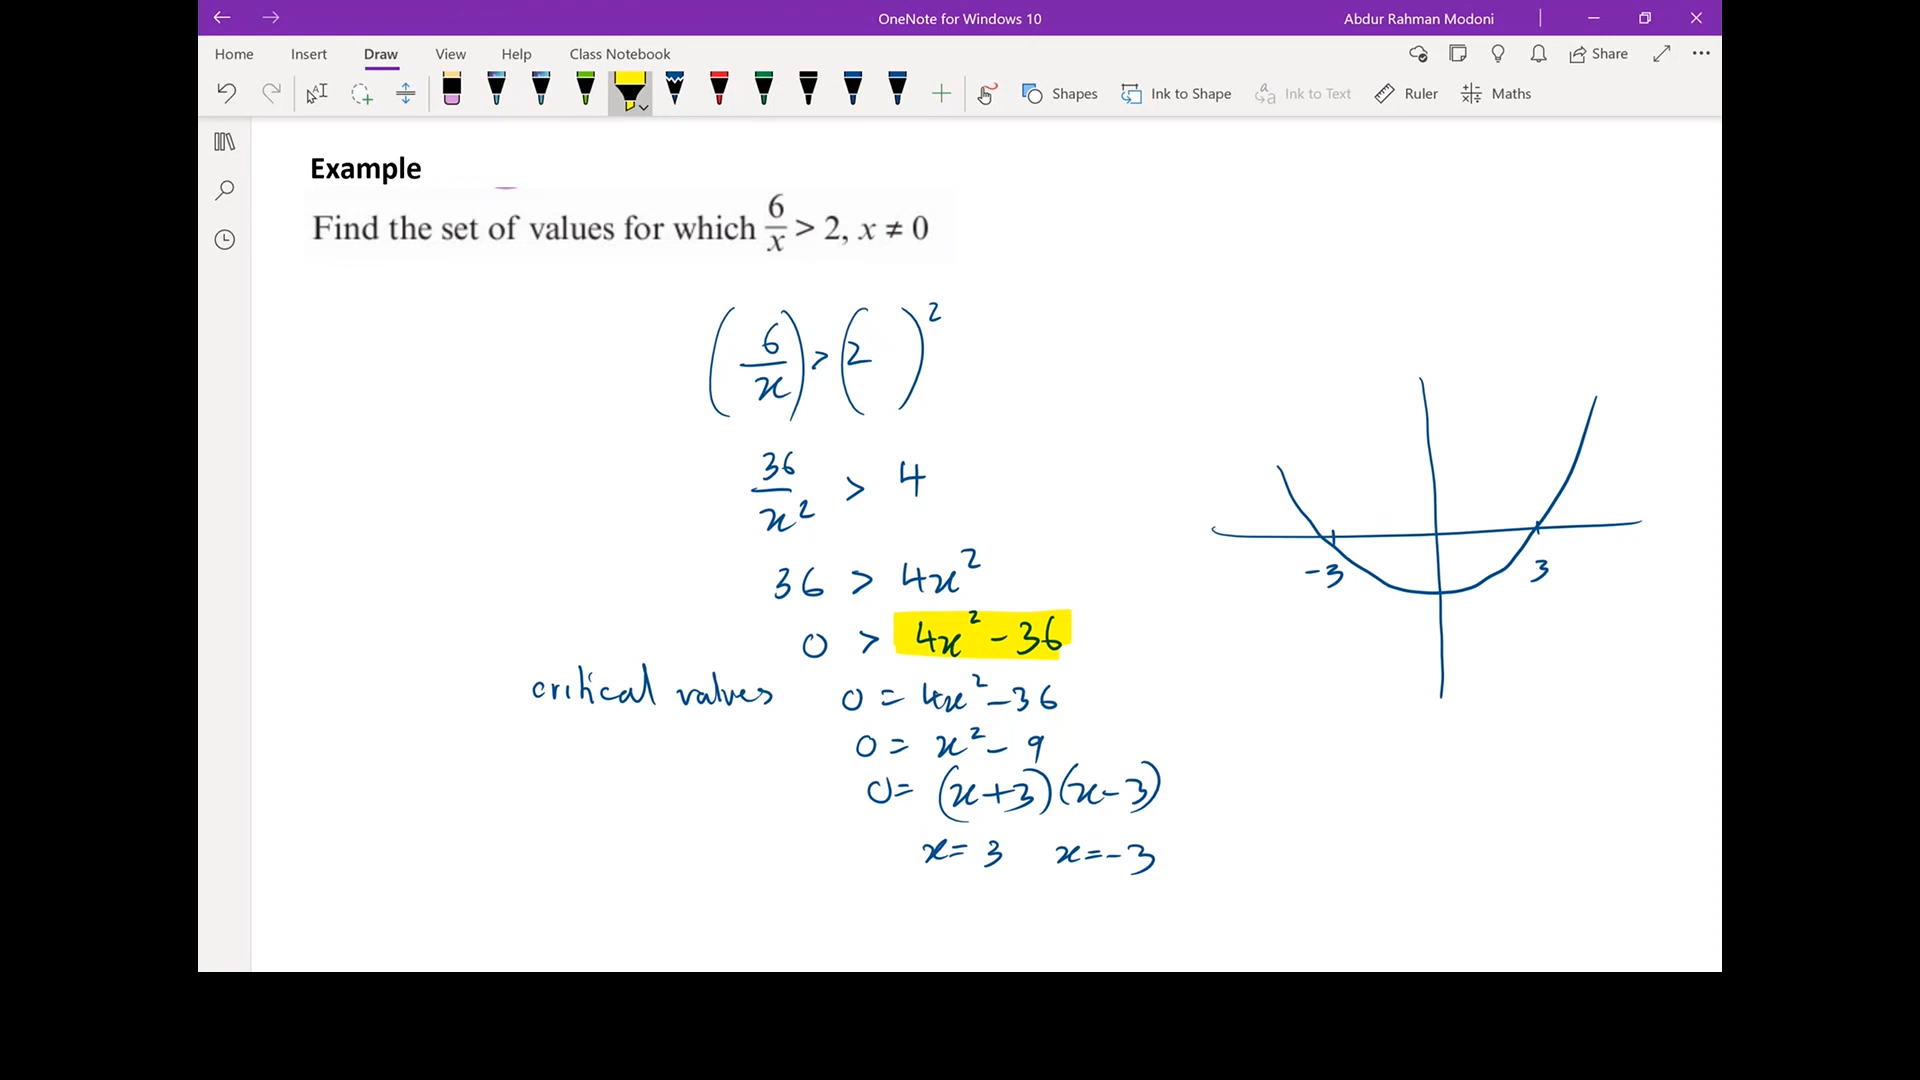 OneNote for Windows 10
Abdur Rahman Modoni
Home Insert Draw View Help Class Notebook
Share
Shapes Ink to Shape Ink to Text Ruler Maths
Example
Find the set of values for which 6/x > 2, x ≠ 0
(6/x) > (2 )²
36/x² > 4
36 > 4x²
0 > 4x² - 36
critical values 0 = 4x² - 36
0 = x² - 9
0 = (x+3)(x-3)
x = 3 x = -3
-3 3